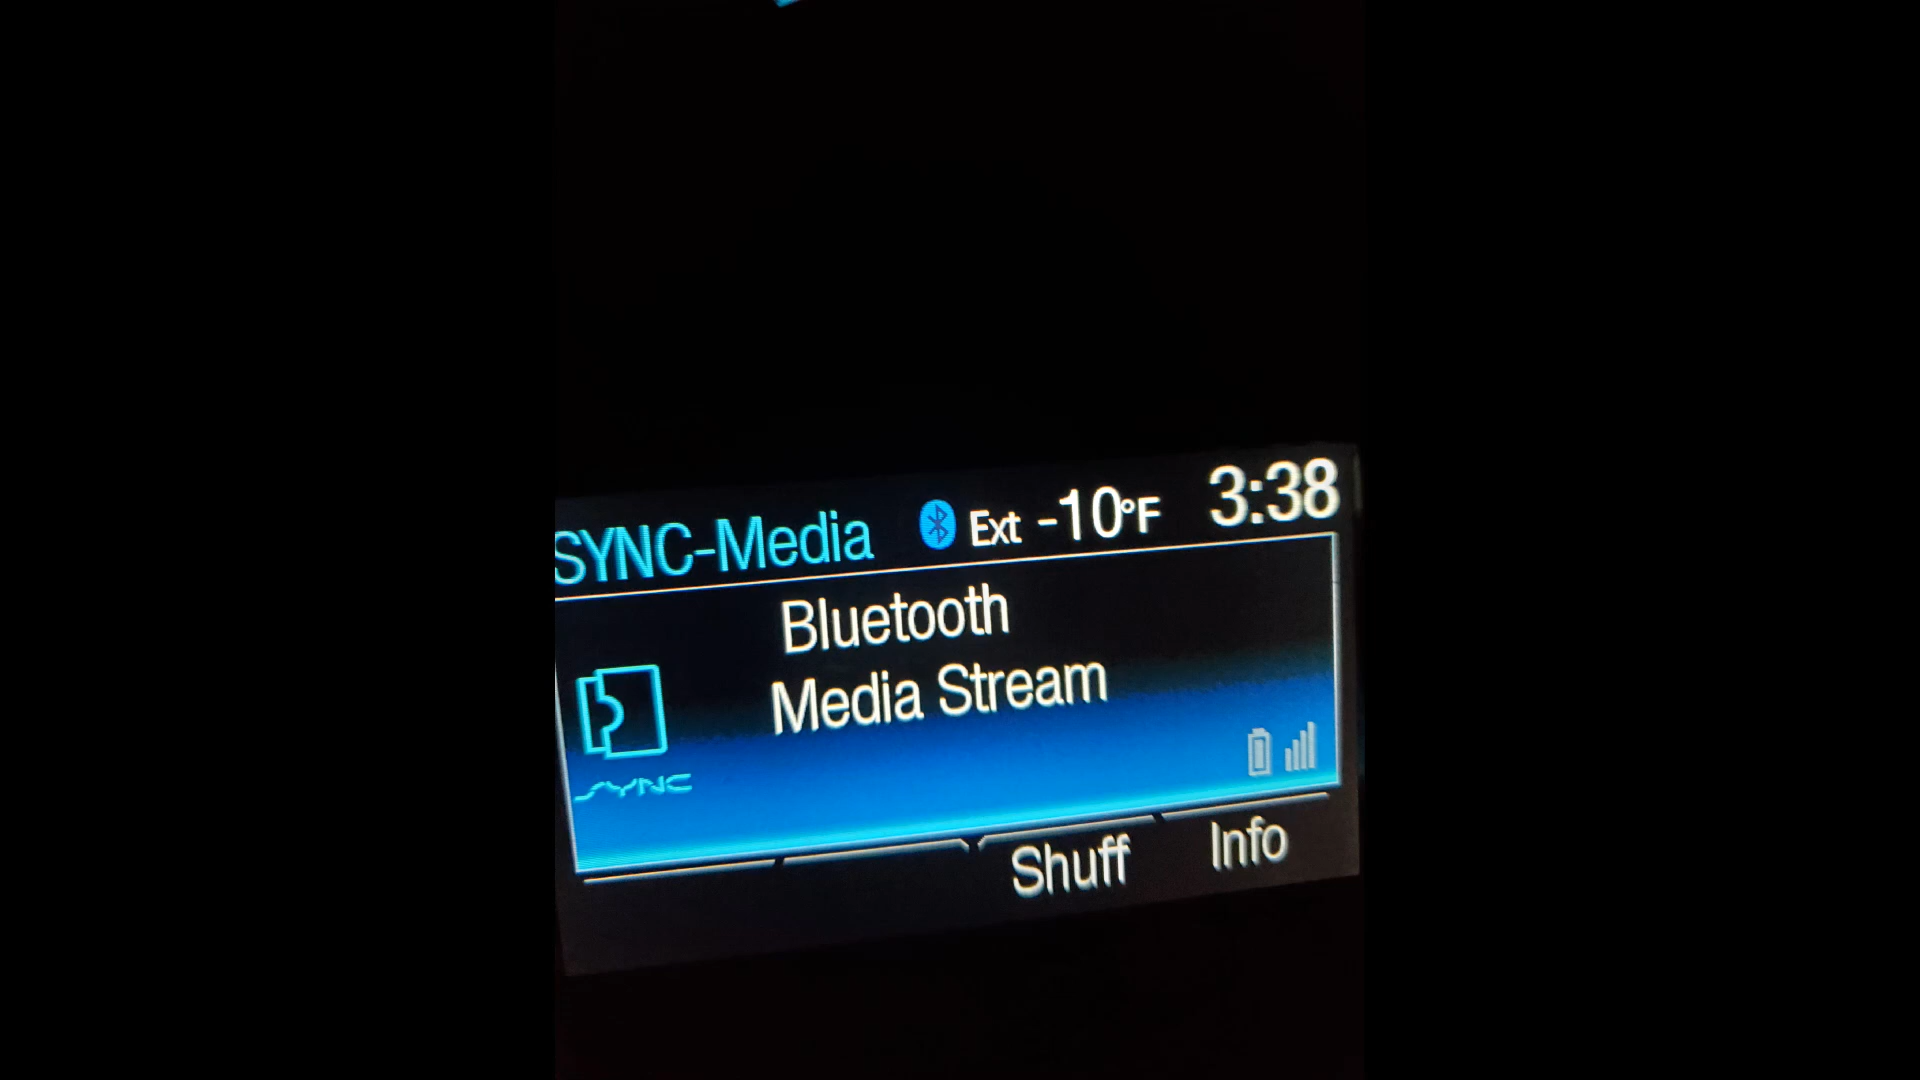 SYNC-Media Ext -10°F 3:38
Bluetooth
Media Stream
SYNC
Shuff Info